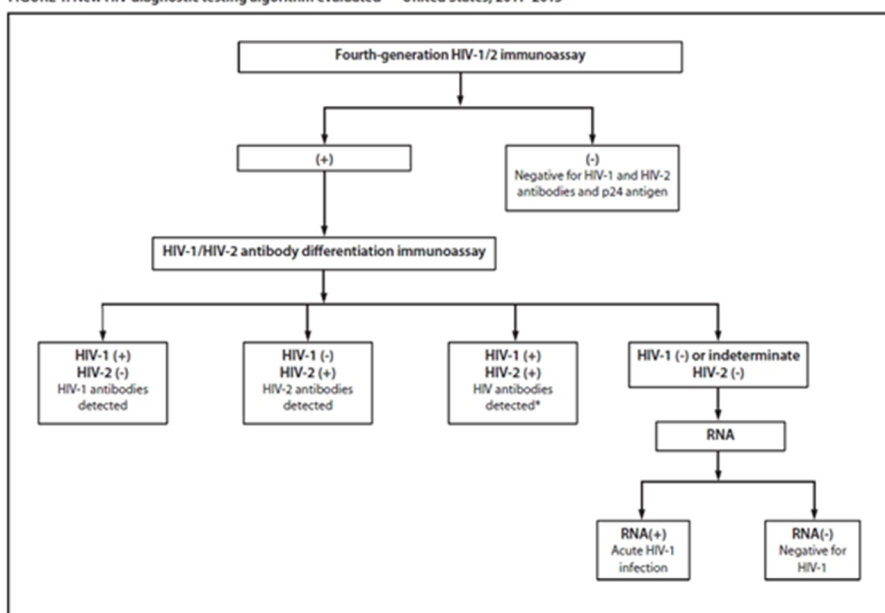 Fourth-generation HIV-1/2 immunoassay
(+)
(-)
Negative for HIV-1 and HIV-2
antibodies and p24 antigen
HIV-1/HIV-2 antibody differentiation immunoassay
HIV-1 (+)
HIV-2 (-)
HIV-1 antibodies
detected
HIV-1 (-)
HIV-2 (+)
HIV-2 antibodies
detected
HIV-1 (+)
HIV-2 (+)
HIV antibodies
detected*
HIV-1 (-) or indeterminate
HIV-2 (-)
RNA
RNA(+)
Acute HIV-1
infection
RNA(-)
Negative for
HIV-1